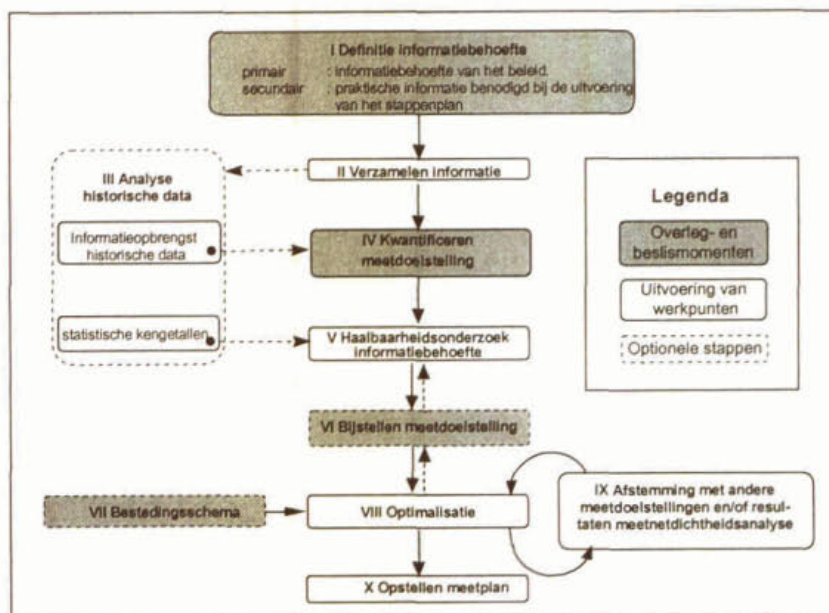 I Definitie informatiebehoefte
primair : informatiebehoefte van het beleid.
secundair : praktische informatie benodigd bij de uitvoering
van het stappenplan
III Analyse
historische data
II Verzamelen informatie
Informatieopbrengst
historische data
IV Kwantificeren
meetdoelstelling
statistische kengetallen
V Haalbaarheidsonderzoek
informatiebehoefte
VI Bijstellen meetdoelstelling
VII Bestedingsschema
VIII Optimalisatie
IX Afstemming met andere
meetdoelstellingen en/of resul-
taten meetnetdichtheidsanalyse
X Opstellen meetplan
Legenda
Overleg- en
beslismomenten
Uitvoering van
werkpunten
Optionele stappen